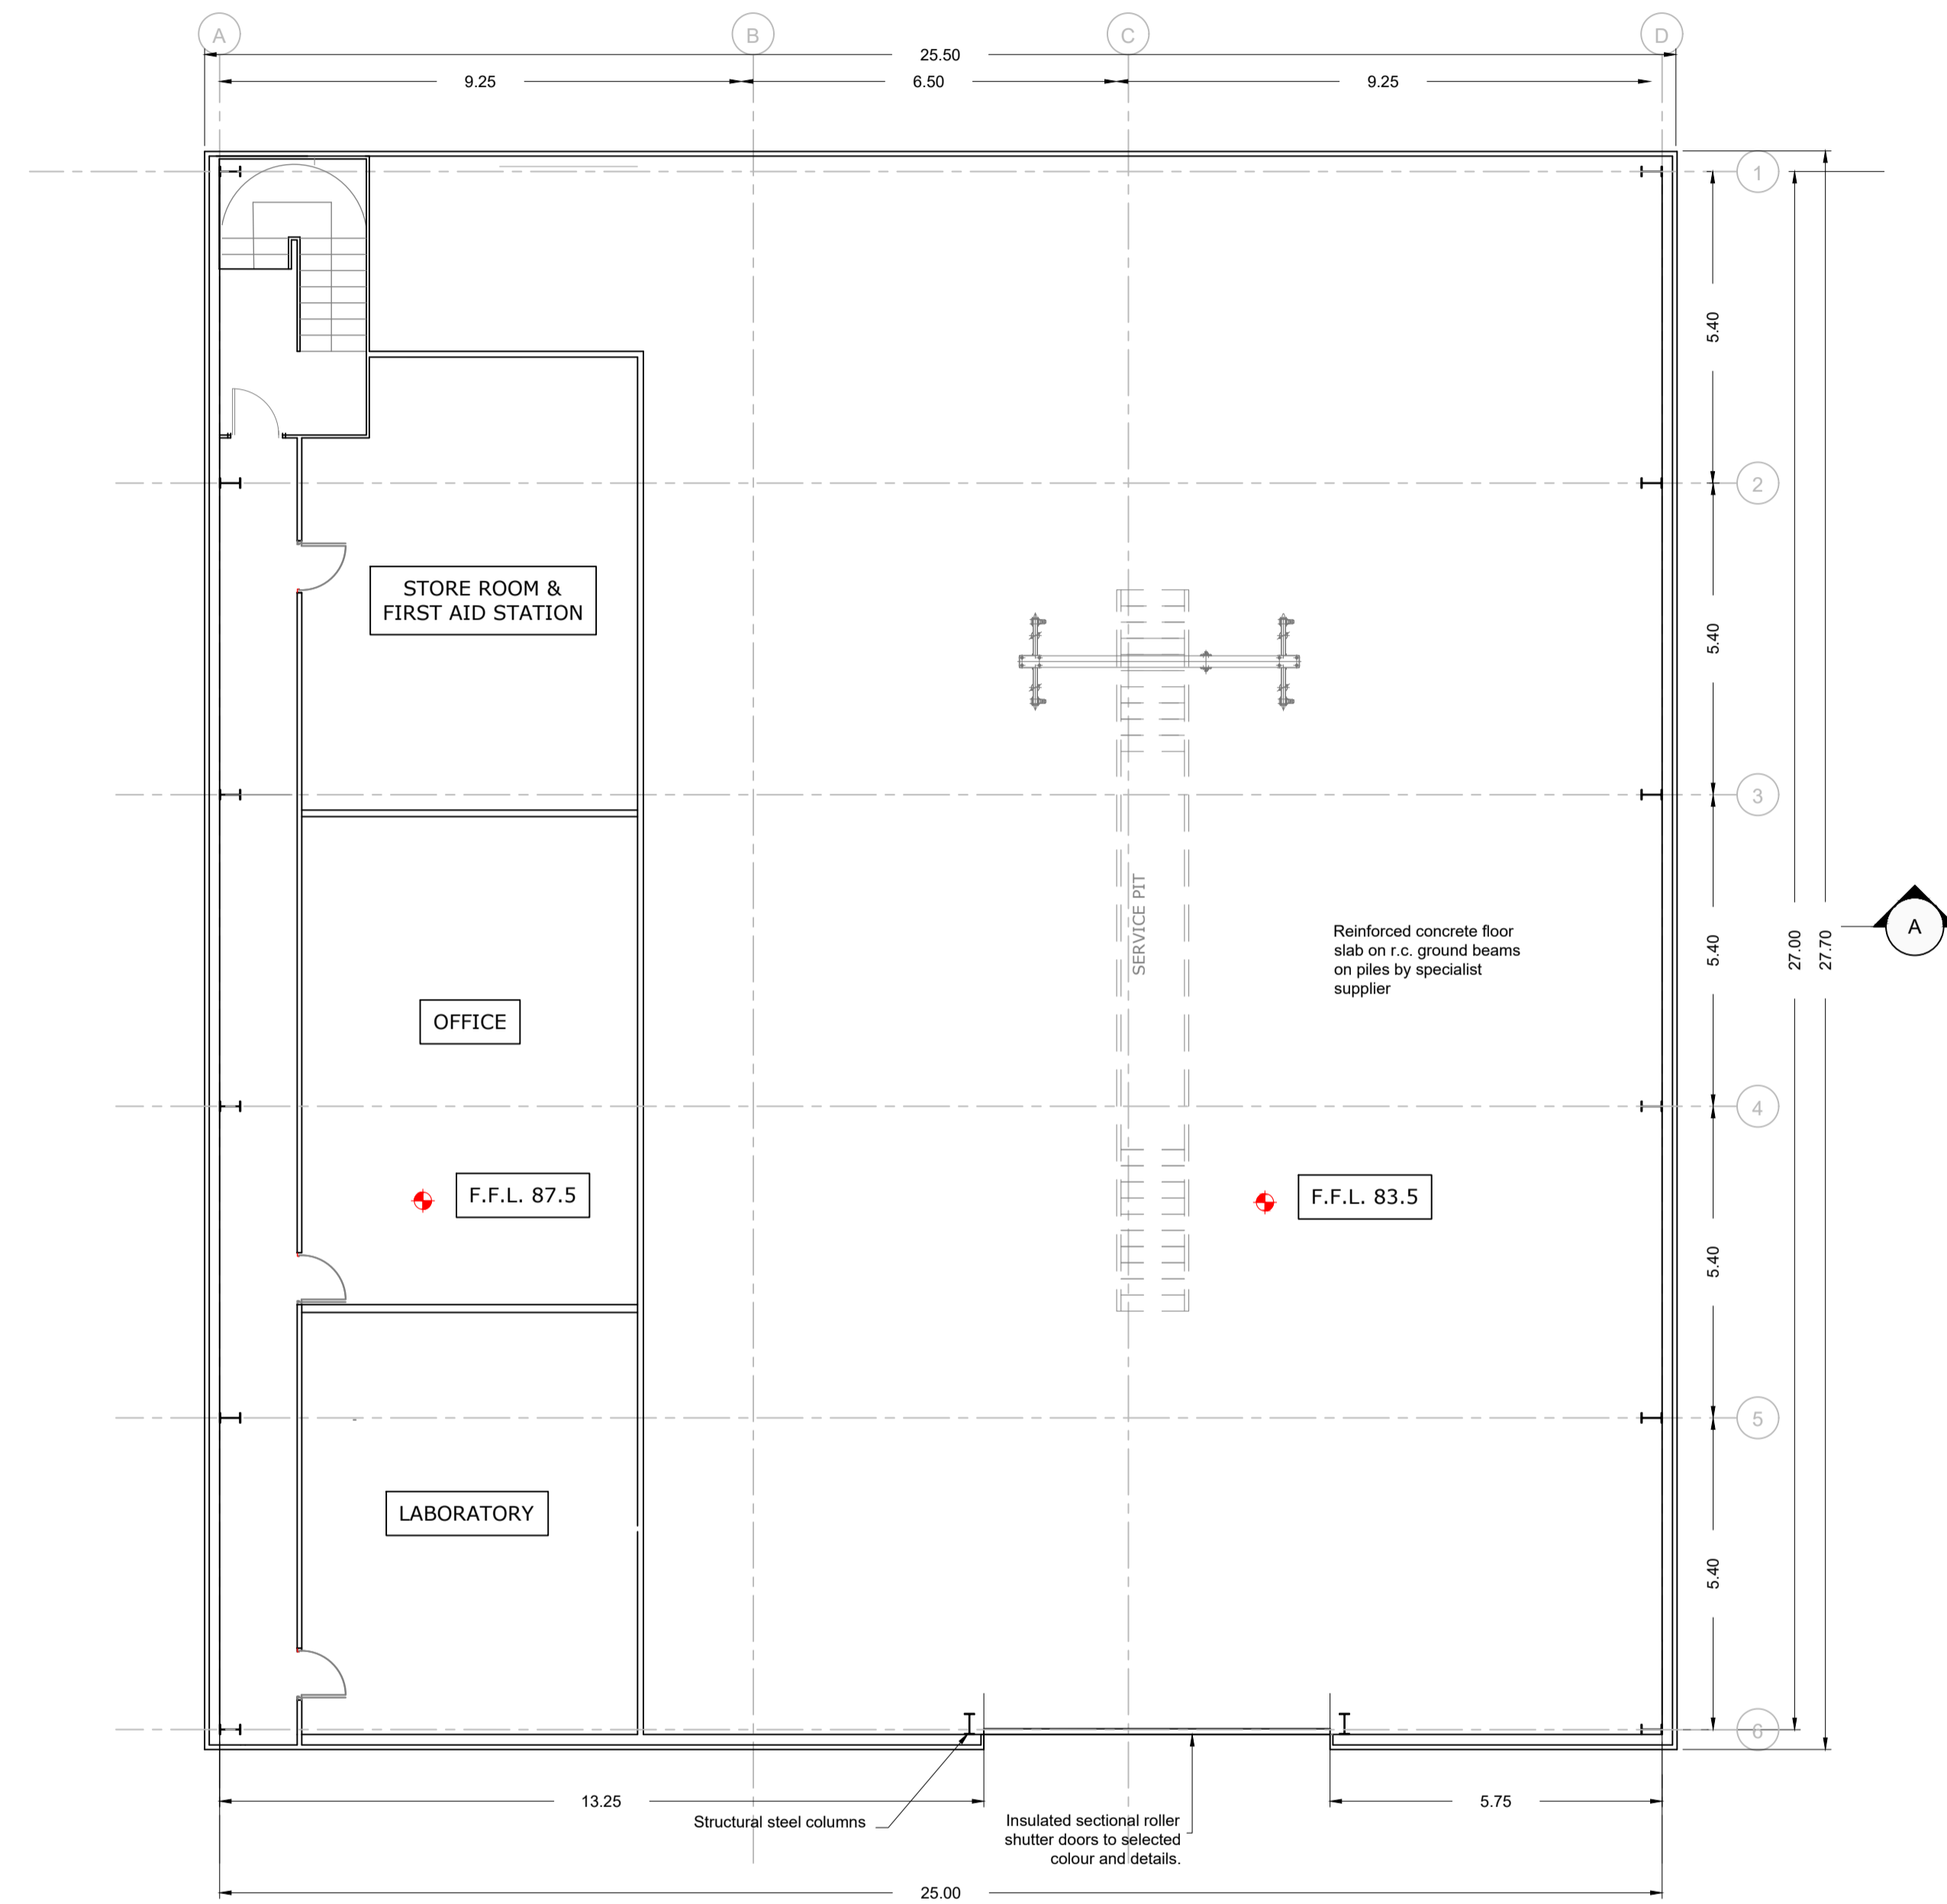 A
B
C
D
25.50
9.25
6.50
9.25
1
5.40
2
STORE ROOM &
FIRST AID STATION
5.40
3
SERVICE PIT
Reinforced concrete floor
slab on r.c. ground beams
on piles by specialist
supplier
5.40
27.00
27.70
A
OFFICE
4
F.F.L. 87.5
F.F.L. 83.5
5.40
5
LABORATORY
5.40
6
13.25
5.75
Structural steel columns
Insulated sectional roller
shutter doors to selected
colour and details.
25.00